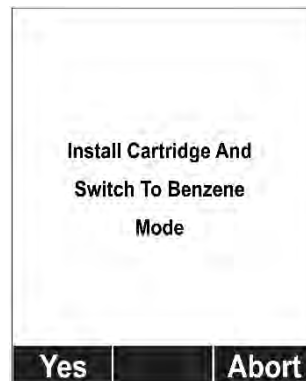 Install Cartridge And
Switch To Benzene
Mode
Yes Abort